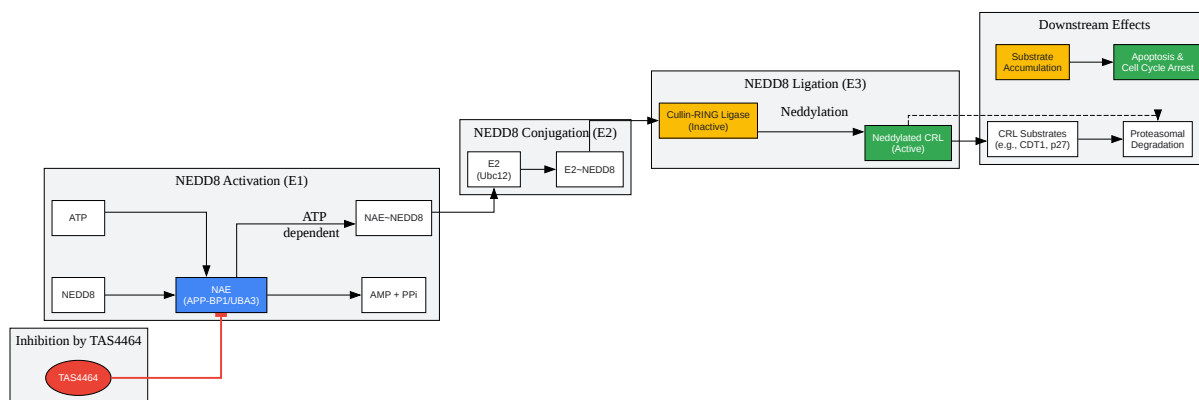 Downstream Effects
Substrate
Accumulation
Apoptosis &
Cell Cycle Arrest
NEDD8 Ligation (E3)
Cullin-RING Ligase
(Inactive)
Neddylation
Neddylated CRL
(Active)
CRL Substrates
(e.g., CDT1, p27)
Proteasomal
Degradation
NEDD8 Conjugation (E2)
E2
(Ubc12)
E2~NEDD8
NEDD8 Activation (E1)
ATP
ATP
dependent
NAE~NEDD8
NEDD8
NAE
(APP-BP1/UBA3)
AMP + PPi
Inhibition by TAS4464
TAS4464